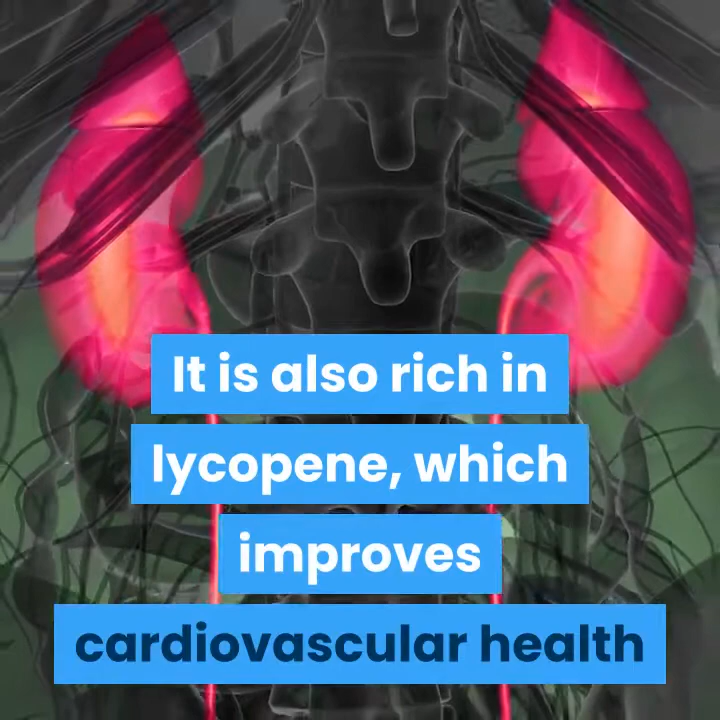 It is also rich in
lycopene, which
improves
cardiovascular health